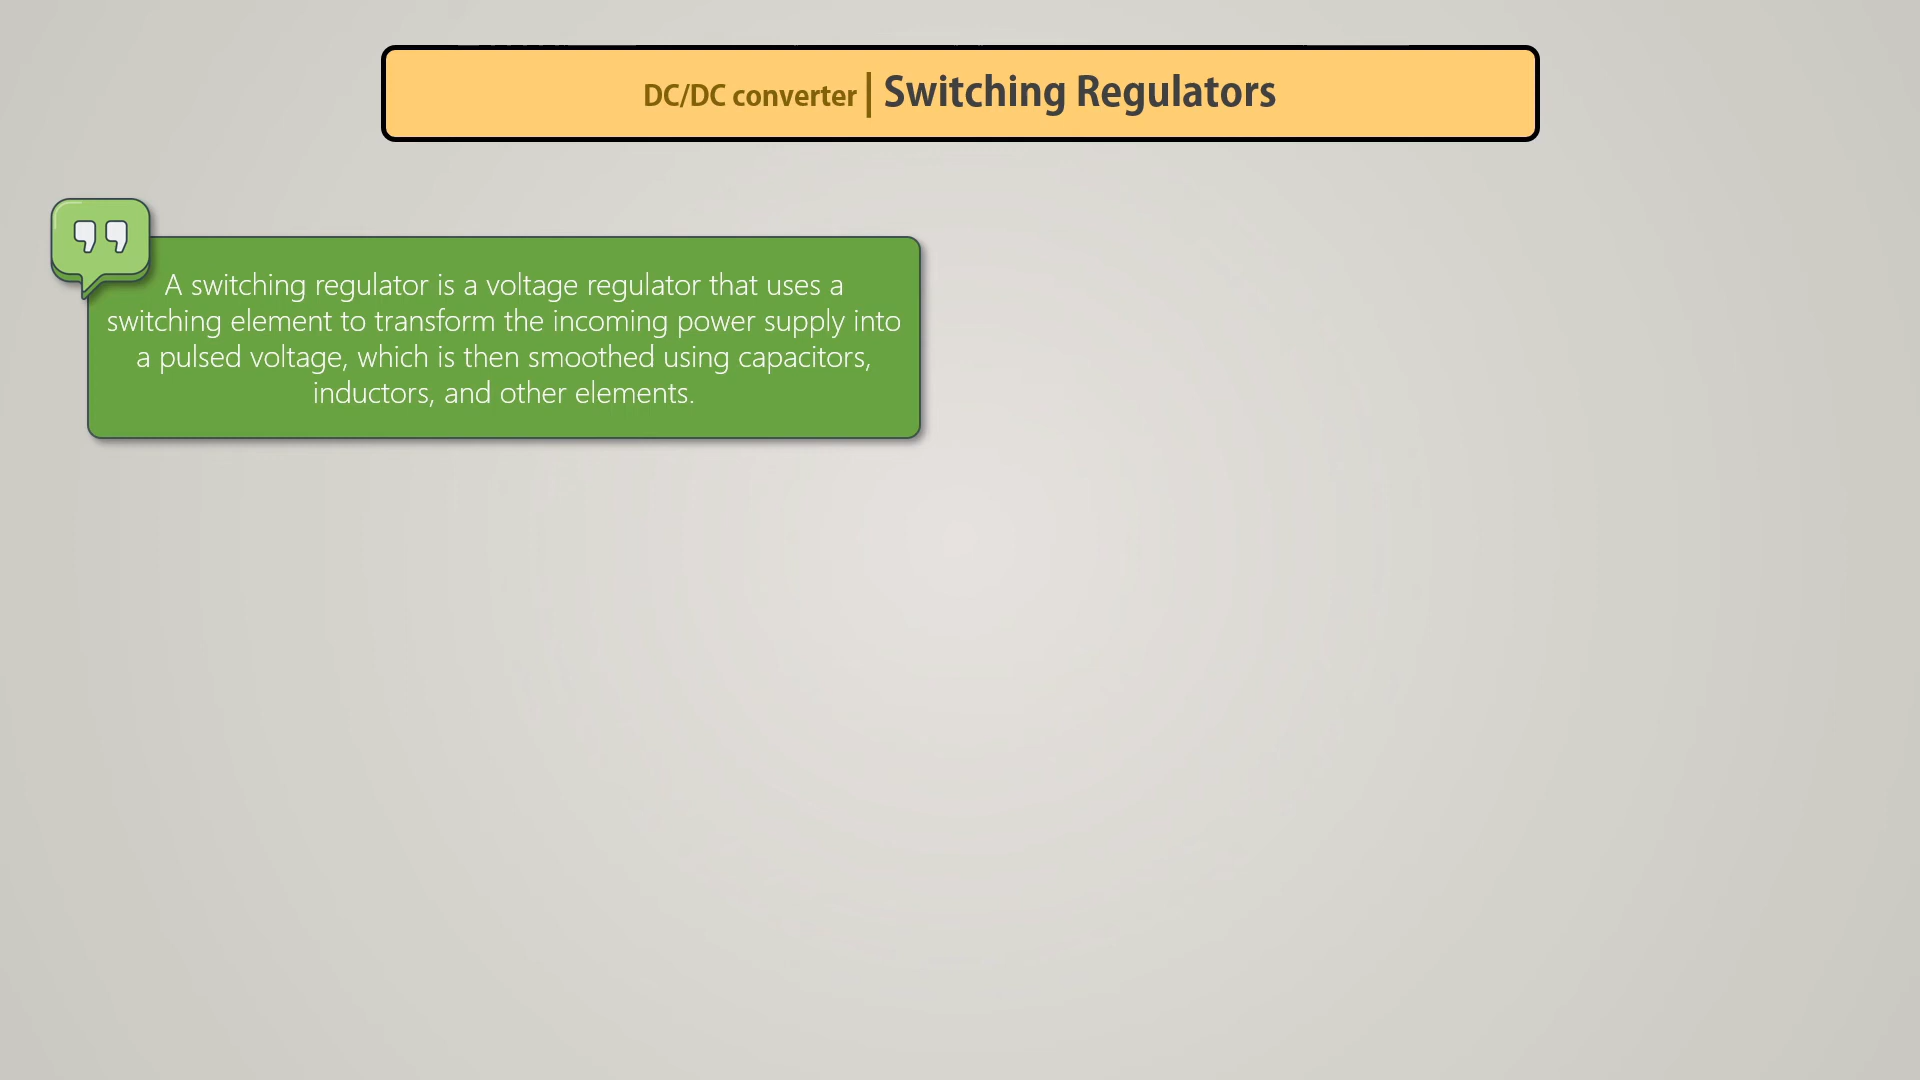 DC/DC converter | Switching Regulators
A switching regulator is a voltage regulator that uses a
switching element to transform the incoming power supply into
a pulsed voltage, which is then smoothed using capacitors,
inductors, and other elements.